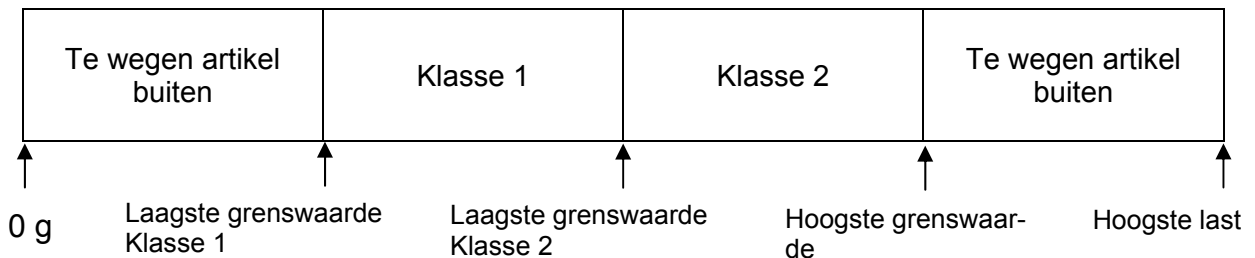 Te wegen artikel
buiten
Klasse 1
Klasse 2
Te wegen artikel
buiten
0 g
Laagste grenswaarde
Klasse 1
Laagste grenswaarde
Klasse 2
Hoogste grenswaar-
de
Hoogste last